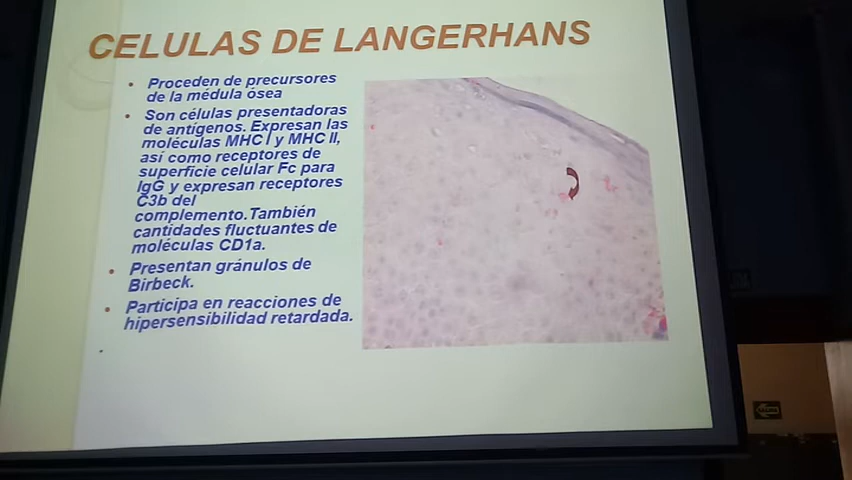 CELULAS DE LANGERHANS
• Proceden de precursores
de la médula ósea
• Son células presentadoras
de antígenos. Expresan las
moléculas MHC I y MHC II,
así como receptores de
superficie celular Fc para
IgG y expresan receptores
C3b del
complemento.También
cantidades fluctuantes de
moléculas CD1a.
• Presentan gránulos de
Birbeck.
• Participa en reacciones de
hipersensibilidad retardada.
SALIDA